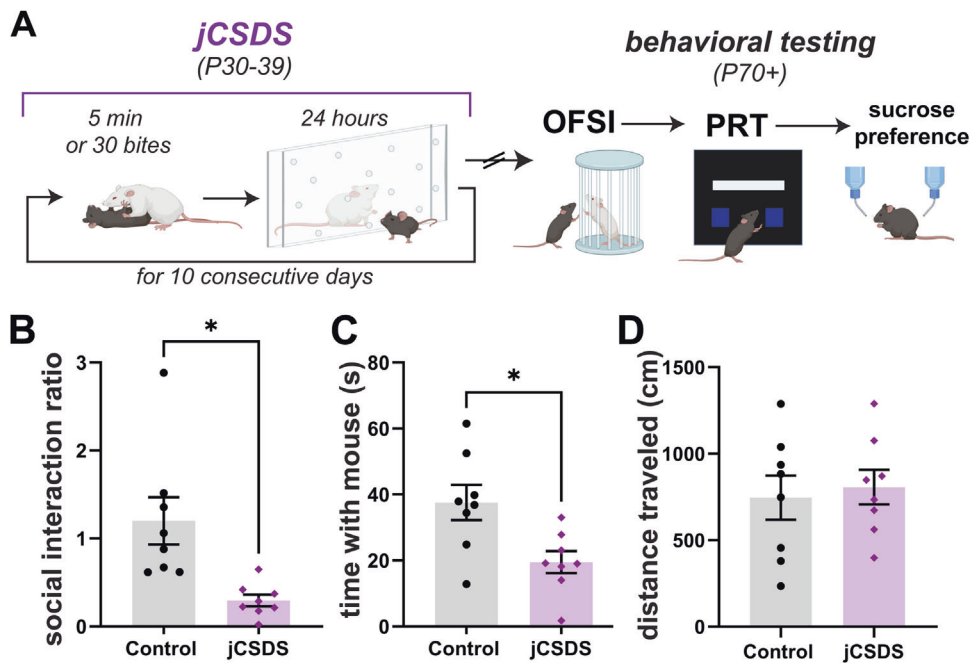 A
jCSDS
(P30-39)
behavioral testing
(P70+)
5 min
or 30 bites
24 hours
for 10 consecutive days
OFSI
PRT
sucrose
preference
B
social interaction ratio
3
2
1
0
*
Control
jCSDS
C
time with mouse (s)
80
60
40
20
0
*
Control
jCSDS
D
distance traveled (cm)
1500
1000
500
0
Control
jCSDS